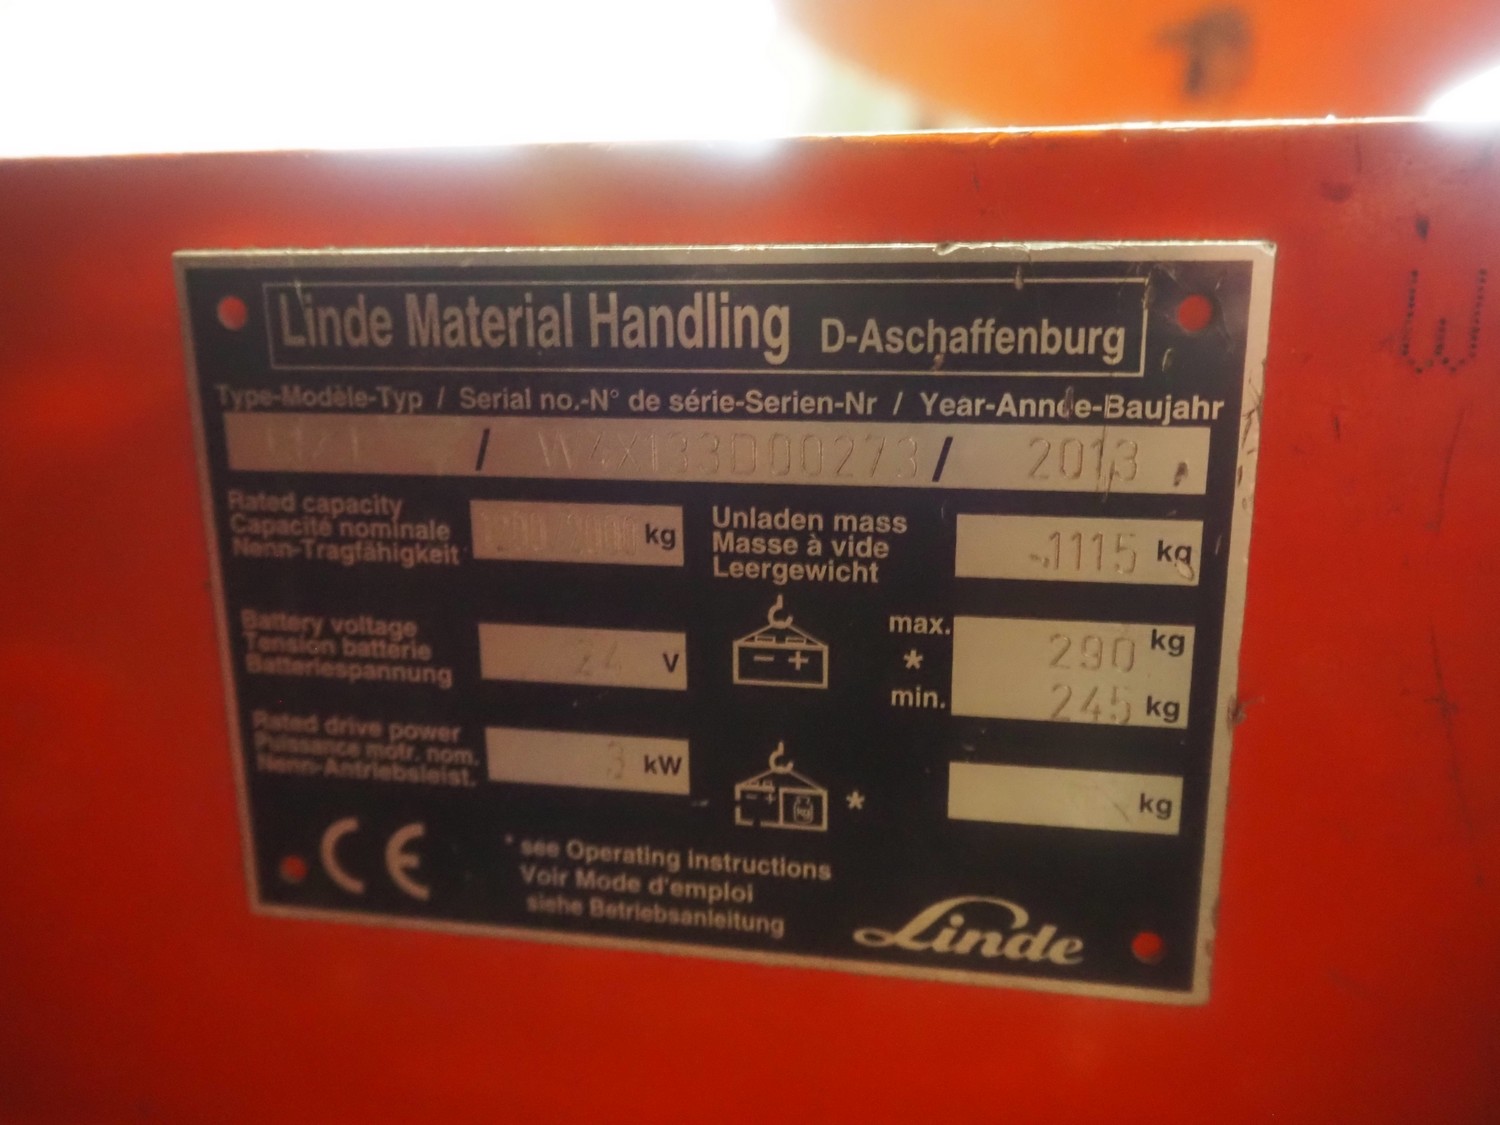 Linde Material Handling D-Aschaffenburg
Type-Modèle-Typ / Serial no.-N° de série-Serien-Nr / Year-Année-Baujahr
/ W4X133D00273 / 2013
Rated capacity
Capacité nominale
Nenn-Tragfähigkeit
kg
Unladen mass
Masse à vide
Leergewicht
1115 kg
Battery voltage
Tension batterie
Batteriespannung
24 V
- +
max. 290 kg
*
min. 245 kg
Rated drive power
Puissance motr. nom.
Nenn-Antriebsleist.
3 kW
- +
*
kg
CE
* see Operating instructions
Voir Mode d'emploi
siehe Betriebsanleitung
Linde